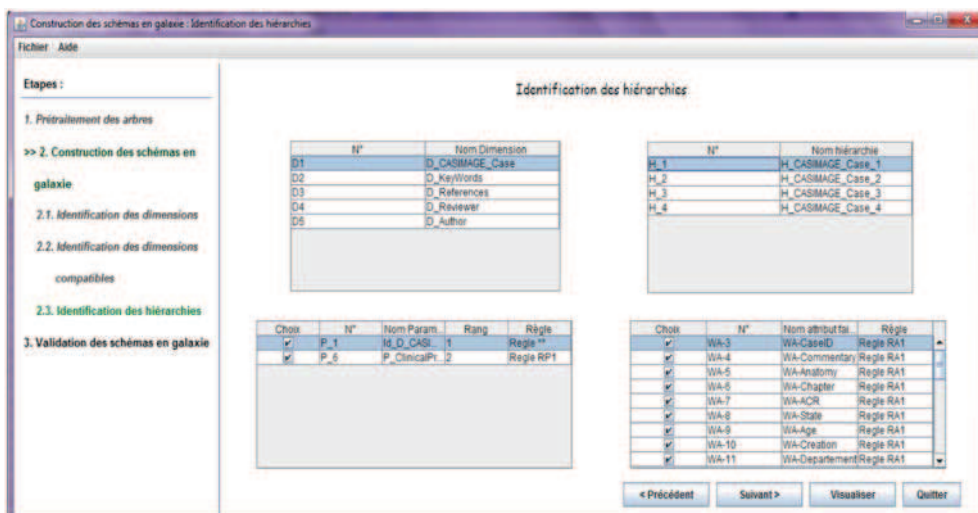 Construction des schémas en galaxie : Identification des hiérarchies
Fichier Aide
Etapes :
1. Prétraitement des arbres
>> 2. Construction des schémas en
galaxie
2.1. Identification des dimensions
2.2. Identification des dimensions
compatibles
2.3. Identification des hiérarchies
3. Validation des schémas en galaxie
Identification des hiérarchies
N° Nom Dimension
D1 D_CASIMAGE_Case
D2 D_KeyWords
D3 D_References
D4 D_Reviewer
D5 D_Author
N° Nom hiérarchie
H_1 H_CASIMAGE_Case_1
H_2 H_CASIMAGE_Case_2
H_3 H_CASIMAGE_Case_3
H_4 H_CASIMAGE_Case_4
Choix N° Nom Param... Rang Règle
P_1 Id_D_CASI... 1 Regle **
P_6 P_ClinicalPr... 2 Regle RP1
Choix N° Nom attribut fai... Règle
WA-3 WA-CaseID Regle RA1
WA-4 WA-Commentary Regle RA1
WA-5 WA-Anatomy Regle RA1
WA-6 WA-Chapter Regle RA1
WA-7 WA-ACR Regle RA1
WA-8 WA-State Regle RA1
WA-9 WA-Age Regle RA1
WA-10 WA-Creation Regle RA1
WA-11 WA-Departement Regle RA1
< Précédent Suivant > Visualiser Quitter